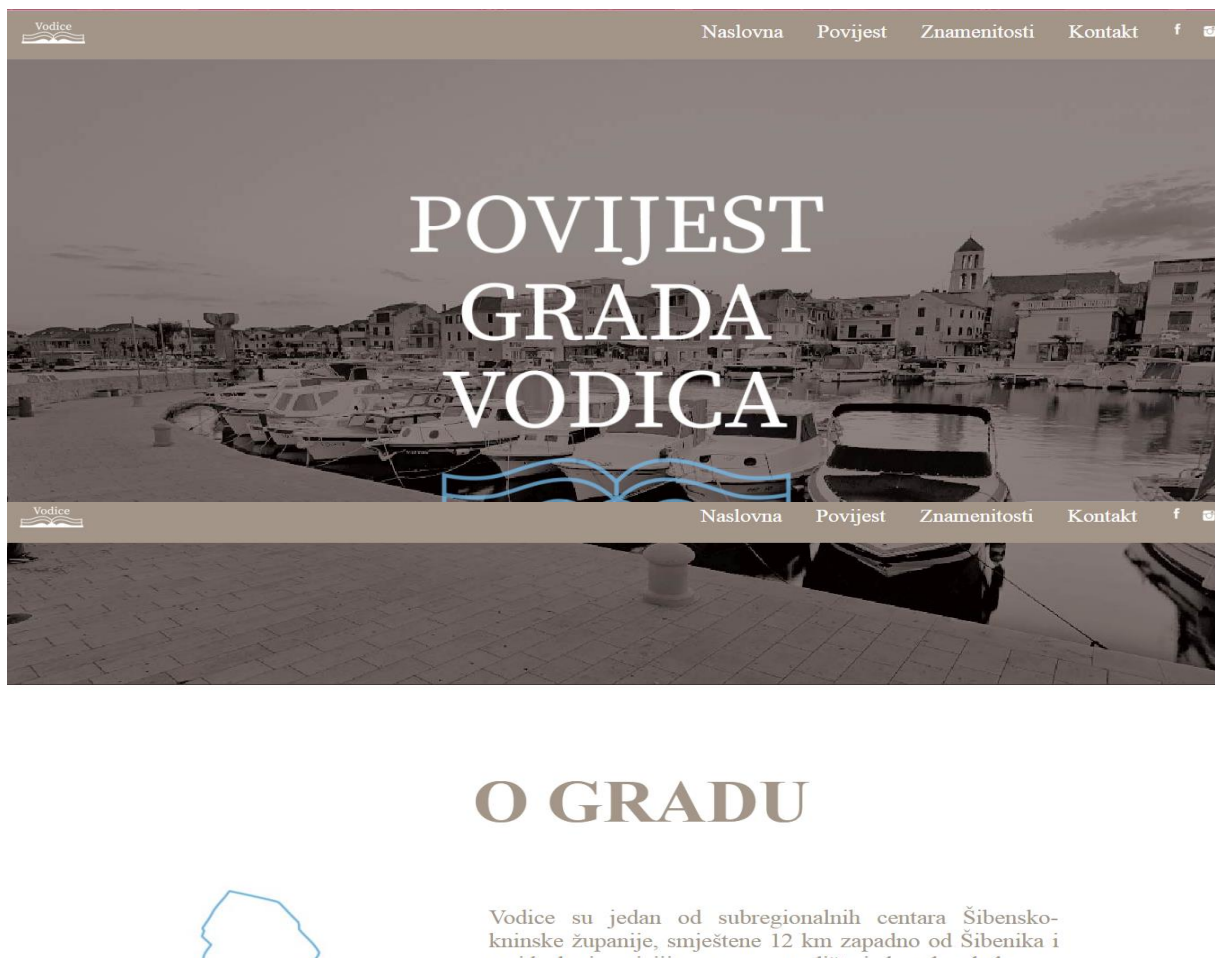 Vodice
Naslovna Povijest Znamenitosti Kontakt f
POVIJEST
GRADA
VODICA
Vodice
Naslovna Povijest Znamenitosti Kontakt f
O GRADU
Vodice su jedan od subregionalnih centara Šibensko-
kninske županije, smještene 12 km zapadno od Šibenika i